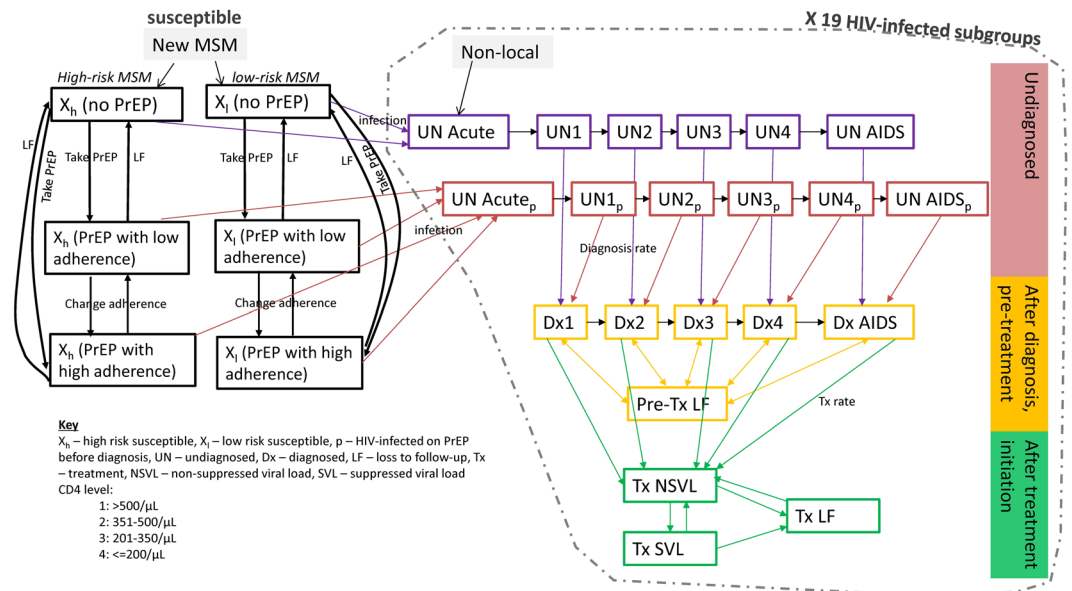 susceptible
X 19 HIV-infected subgroups
New MSM
Non-local
High-risk MSM
low-risk MSM
Xh (no PrEP)
Xl (no PrEP)
infection
UN Acute
UN1
UN2
UN3
UN4
UN AIDS
Undiagnosed
LF
Take PrEP
Take PrEP
LF
Take PrEP
LF
LF
Take PrEP
UN Acutep
UN1p
UN2p
UN3p
UN4p
UN AIDSp
infection
Xh (PrEP with low
adherence)
Xl (PrEP with low
adherence)
Diagnosis rate
Change adherence
Change adherence
Dx1
Dx2
Dx3
Dx4
Dx AIDS
After diagnosis,
pre-treatment
Xh (PrEP with
high adherence)
Xl (PrEP with high
adherence)
Pre-Tx LF
Tx rate
Key
Xh – high risk susceptible, Xl – low risk susceptible, p – HIV-infected on PrEP
before diagnosis, UN – undiagnosed, Dx – diagnosed, LF – loss to follow-up, Tx
– treatment, NSVL – non-suppressed viral load, SVL – suppressed viral load
CD4 level:
1: >500/µL
2: 351-500/µL
3: 201-350/µL
4: <=200/µL
Tx NSVL
Tx LF
Tx SVL
After treatment
initiation